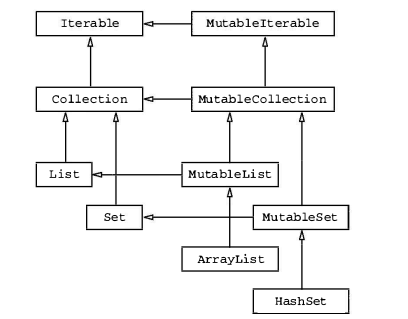 Iterable
MutableIterable
Collection
MutableCollection
List
MutableList
Set
MutableSet
ArrayList
HashSet